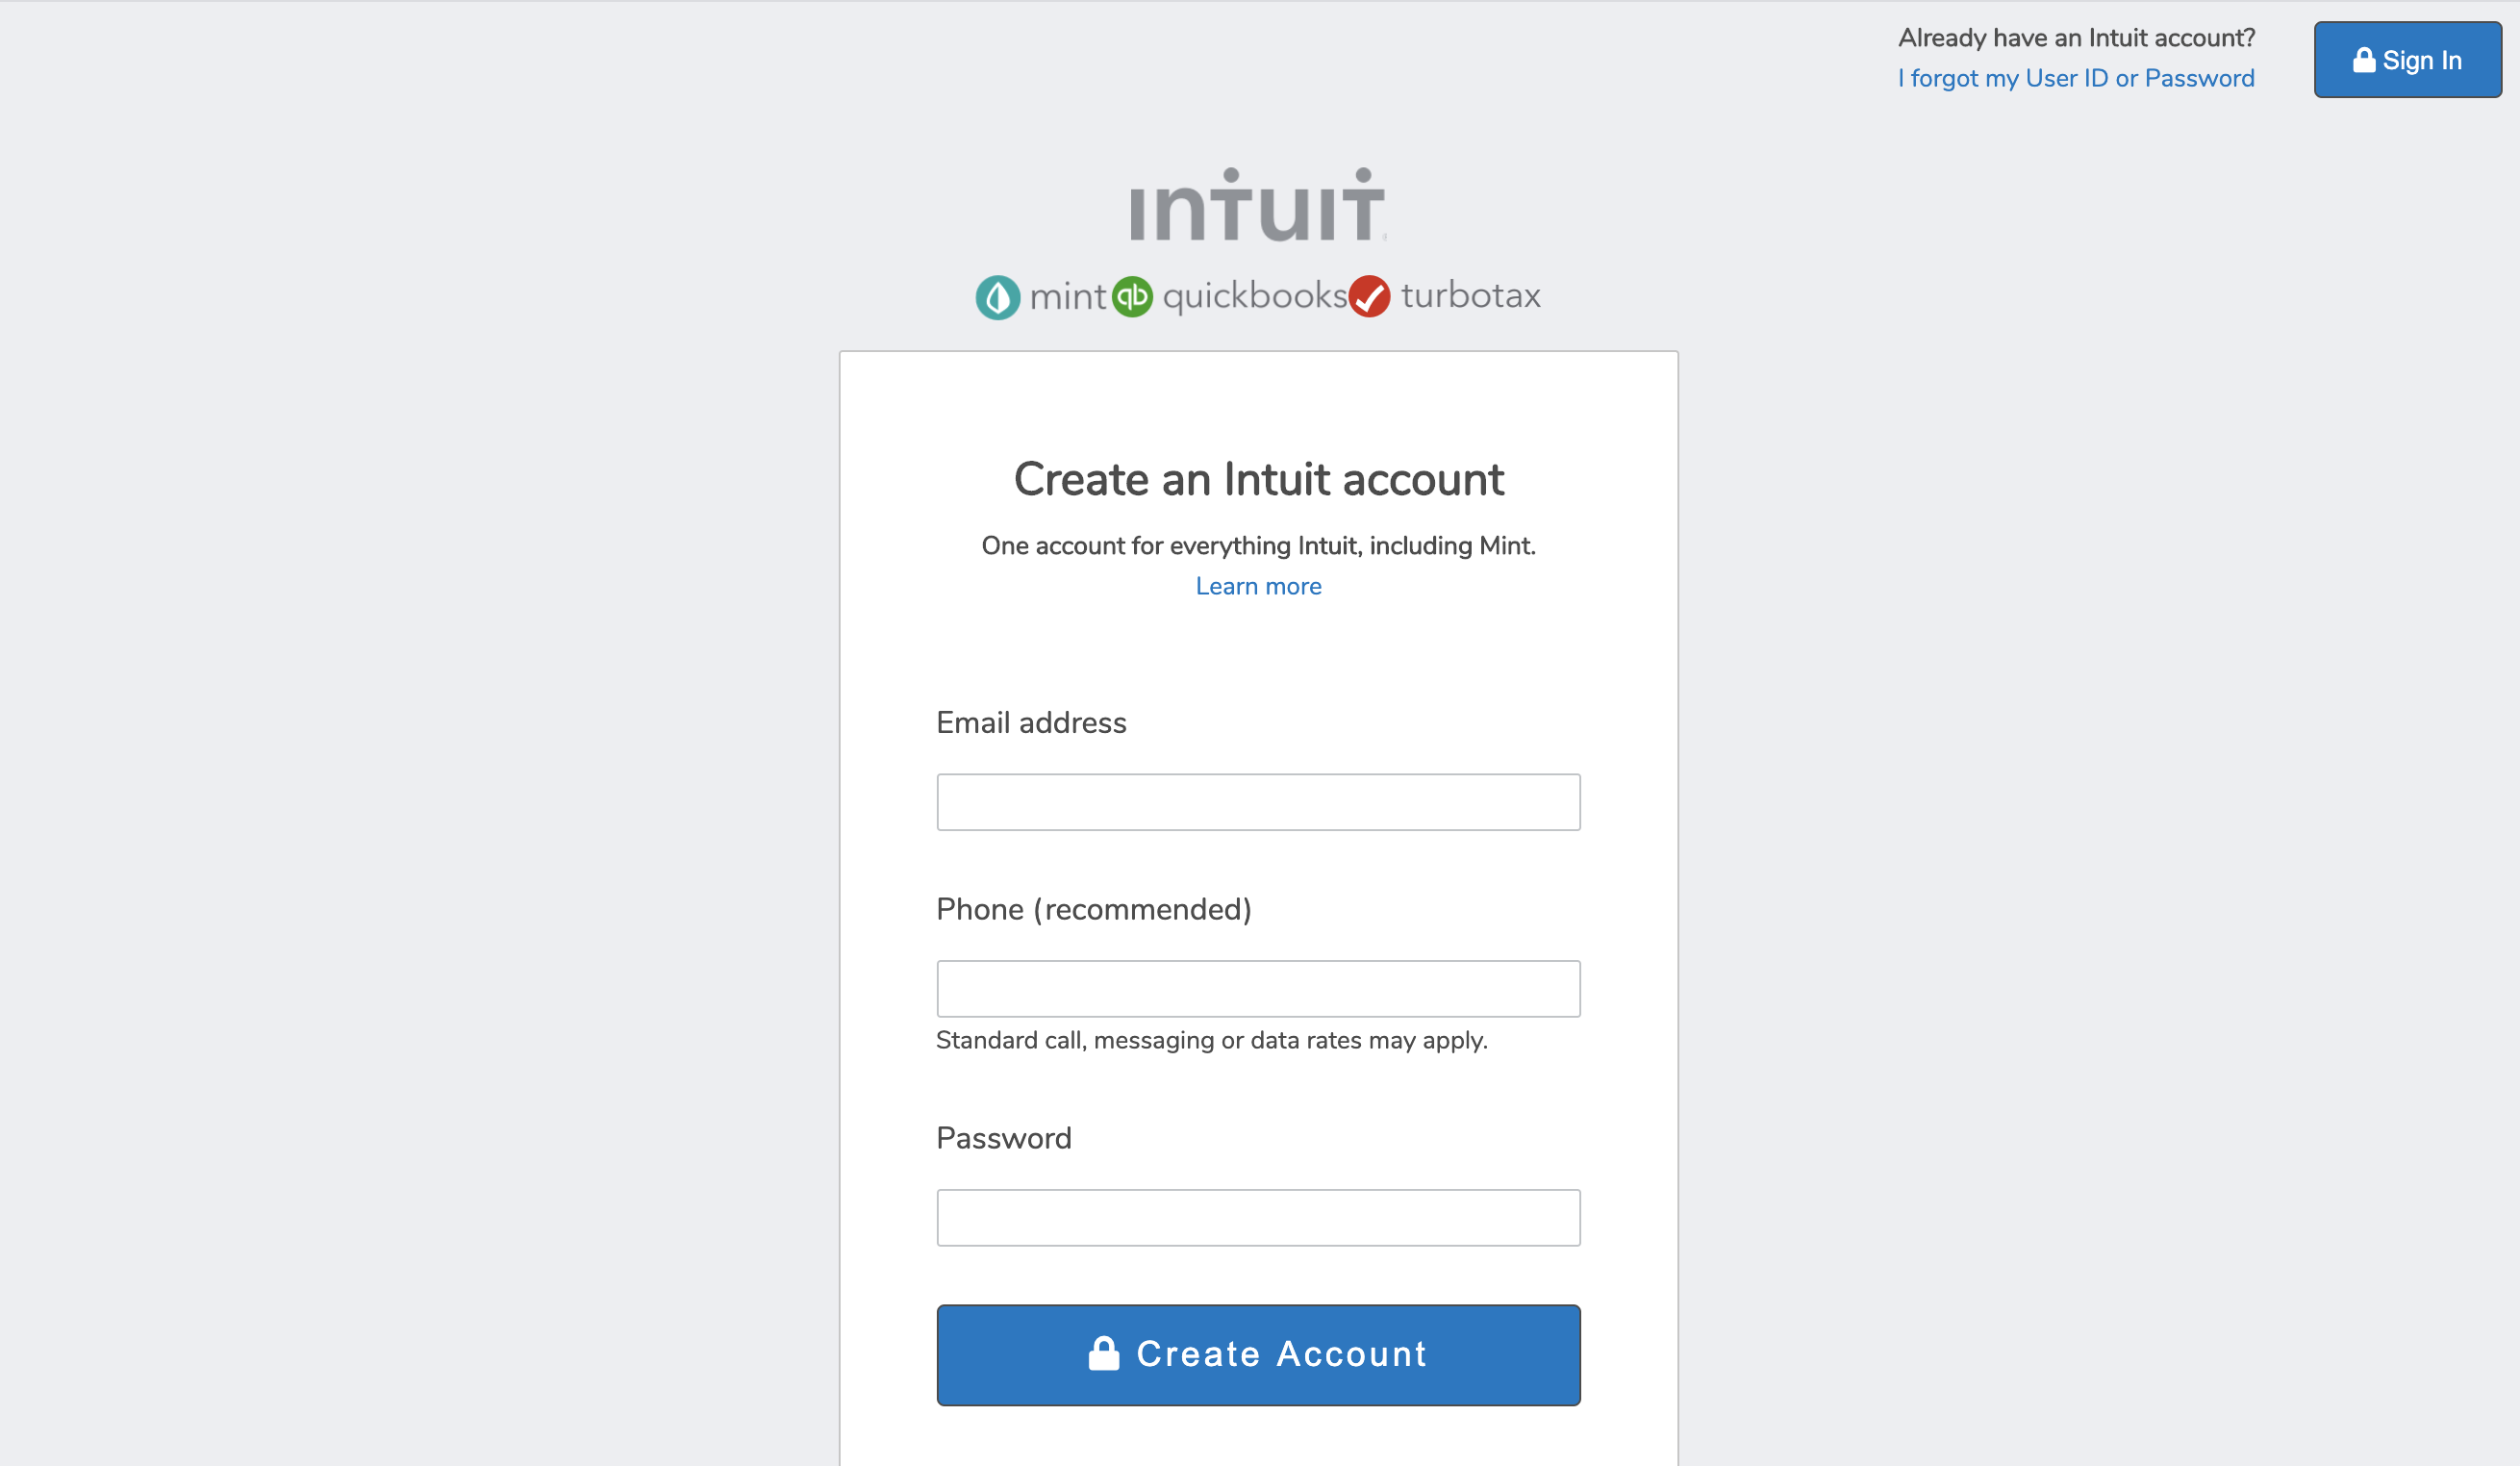 Already have an Intuit account?
I forgot my User ID or Password
Sign In
intuit
mint qb quickbooks turbotax
Create an Intuit account
One account for everything Intuit, including Mint.
Learn more
Email address
Phone (recommended)
Standard call, messaging or data rates may apply.
Password
Create Account